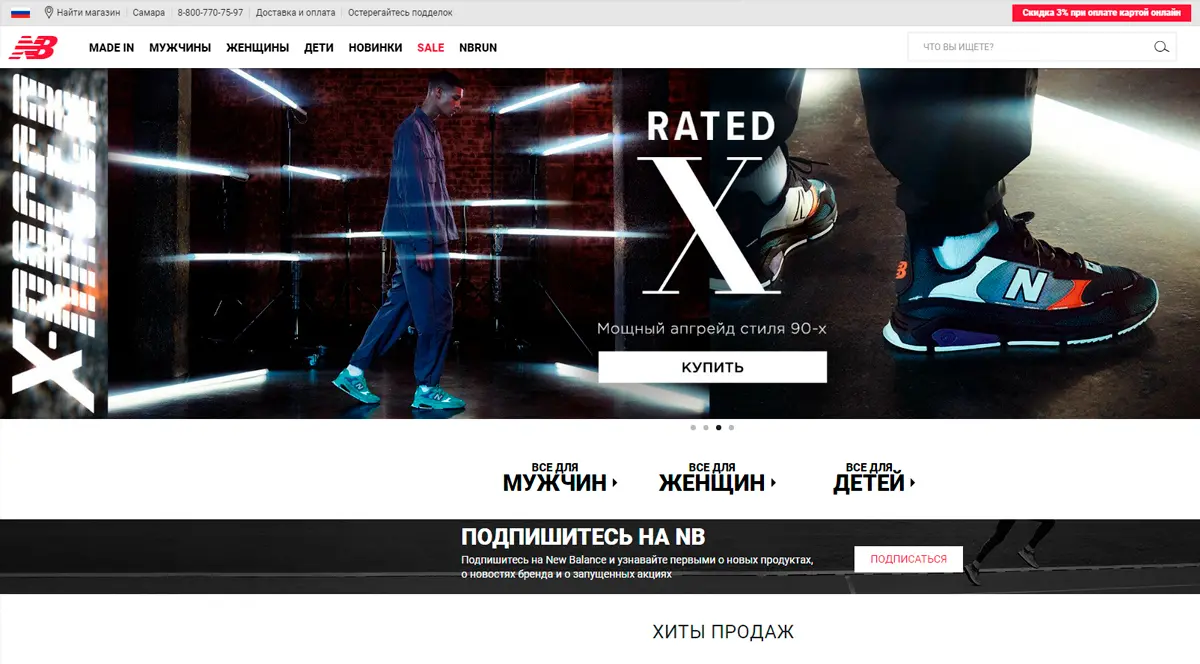 Найти магазин
Самара
8-800-770-75-97
Доставка и оплата
Остерегайтесь подделок
Скидка 3% при оплате картой онлайн
NB
MADE IN
МУЖЧИНЫ
ЖЕНЩИНЫ
ДЕТИ
НОВИНКИ
SALE
NBRUN
ЧТО ВЫ ИЩЕТЕ?
X-RACER
RATED
X
Мощный апгрейд стиля 90-х
КУПИТЬ
N
N
ВСЕ ДЛЯ
МУЖЧИН
ВСЕ ДЛЯ
ЖЕНЩИН
ВСЕ ДЛЯ
ДЕТЕЙ
ПОДПИШИТЕСЬ НА NB
Подпишитесь на New Balance и узнавайте первыми о новых продуктах,
о новостях бренда и о запущенных акциях
ПОДПИСАТЬСЯ
ХИТЫ ПРОДАЖ